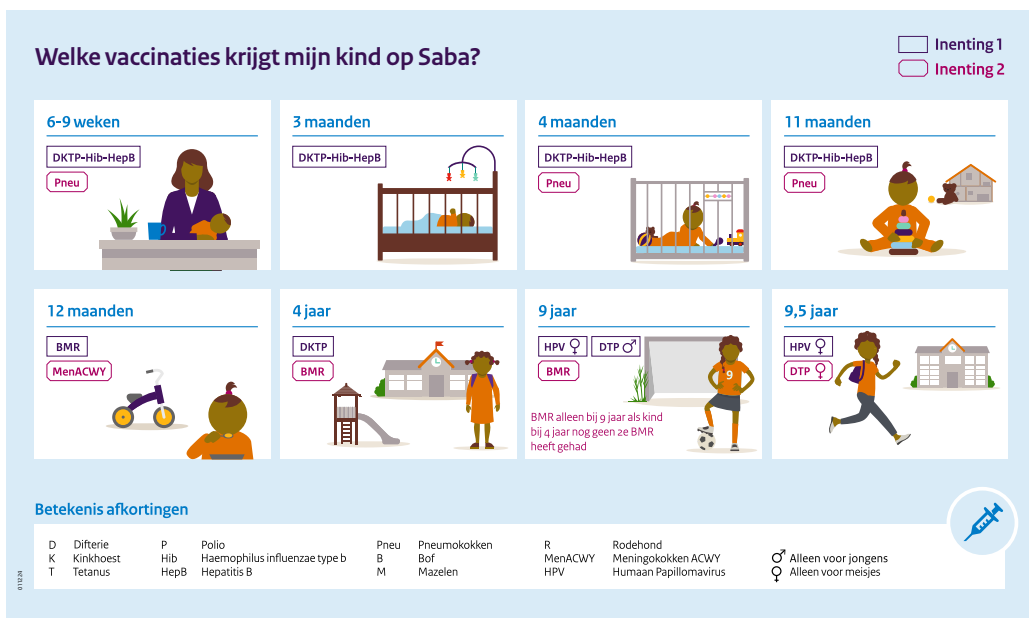 Welke vaccinaties krijgt mijn kind op Saba?
Inenting 1
Inenting 2
6-9 weken
DKTP-Hib-HepB
Pneu
3 maanden
DKTP-Hib-HepB
4 maanden
DKTP-Hib-HepB
Pneu
11 maanden
DKTP-Hib-HepB
Pneu
12 maanden
BMR
MenACWY
4 jaar
DKTP
BMR
9 jaar
HPV ♀ DTP ♂
BMR
9
BMR alleen bij 9 jaar als kind
bij 4 jaar nog geen 2e BMR
heeft gehad
9,5 jaar
HPV ♀
DTP ♀
Betekenis afkortingen
D Difterie
K Kinkhoest
T Tetanus
P Polio
Hib Haemophilus influenzae type b
HepB Hepatitis B
Pneu Pneumokokken
B Bof
M Mazelen
R Rodehond
MenACWY Meningokokken ACWY
HPV Humaan Papillomavirus
♂ Alleen voor jongens
♀ Alleen voor meisjes
011224